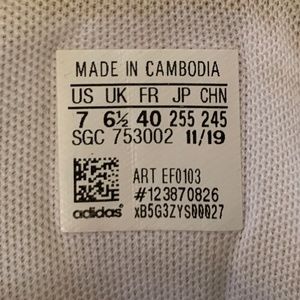 MADE IN CAMBODIA
US UK FR JP CHN
7 6½ 40 255 245
SGC 753002 11/19
ART EF0103
#123870826
adidas xB5G3ZYS00027